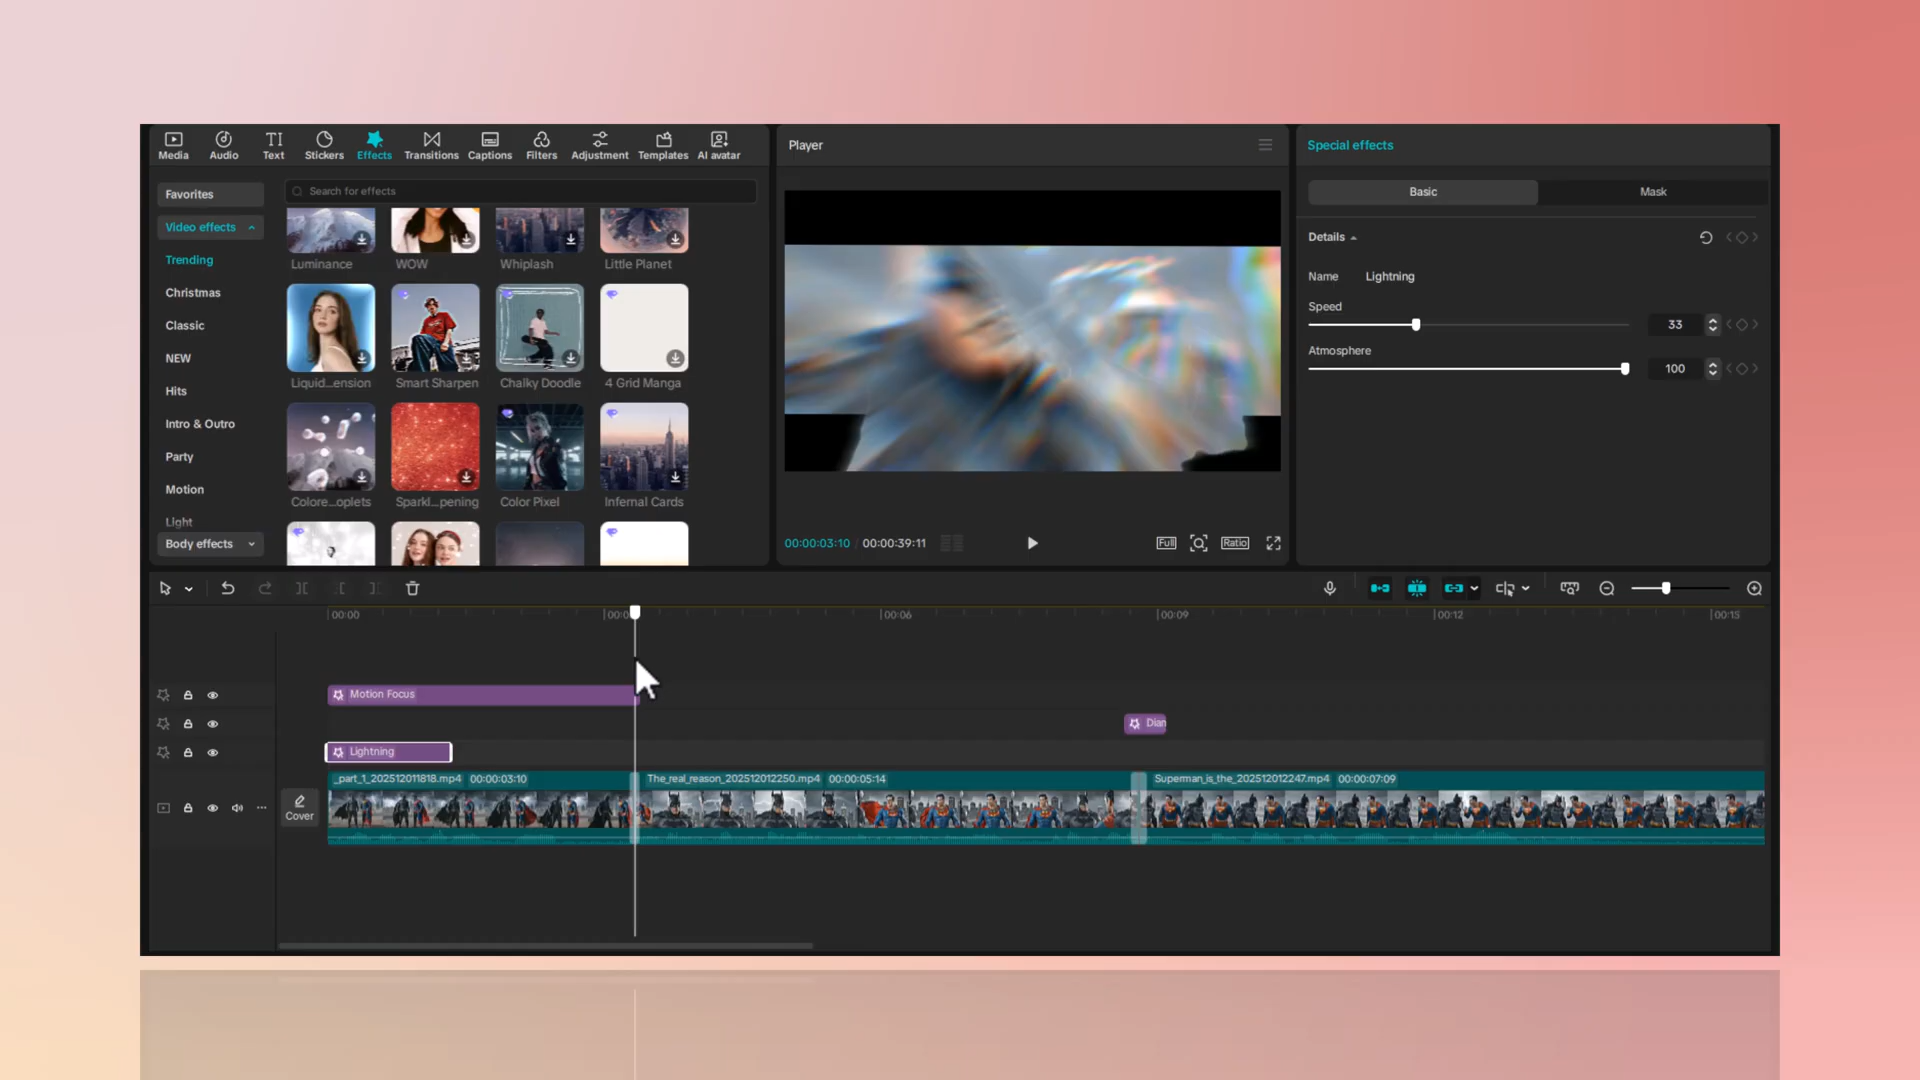 Media Audio Text Stickers Effects Transitions Captions Filters Adjustment Templates AI avatar
Favorites
Video effects
Trending
Christmas
Classic
NEW
Hits
Intro & Outro
Party
Motion
Light
Body effects
Search for effects
Luminance WOW Whiplash Little Planet
Liquid...ension Smart Sharpen Chalky Doodle 4 Grid Manga
Colore...oplets Sparkl...pening Color Pixel Infernal Cards
Player
00:00:03:10 / 00:00:39:11
Full
Ratio
Special effects
Basic Mask
Details
Name Lightning
Speed
33
Atmosphere
100
00:00 00:0 00:06 00:09 00:12 00:15
Motion Focus
Dian
Lightning
Cover
_part_1_202512011818.mp4 00:00:03:10
The_real_reason_202512012250.mp4 00:00:05:14
Superman_is_the_202512012247.mp4 00:00:07:09